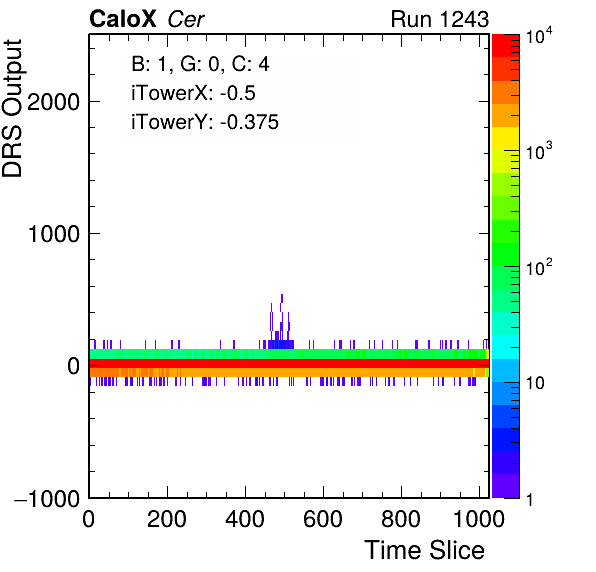 CaloX Cer
Run 1243
B: 1, G: 0, C: 4
iTowerX: -0.5
iTowerY: -0.375
DRS Output
2000
1000
0
−1000
0 200 400 600 800 1000
Time Slice
10^4
10^3
10^2
10
1